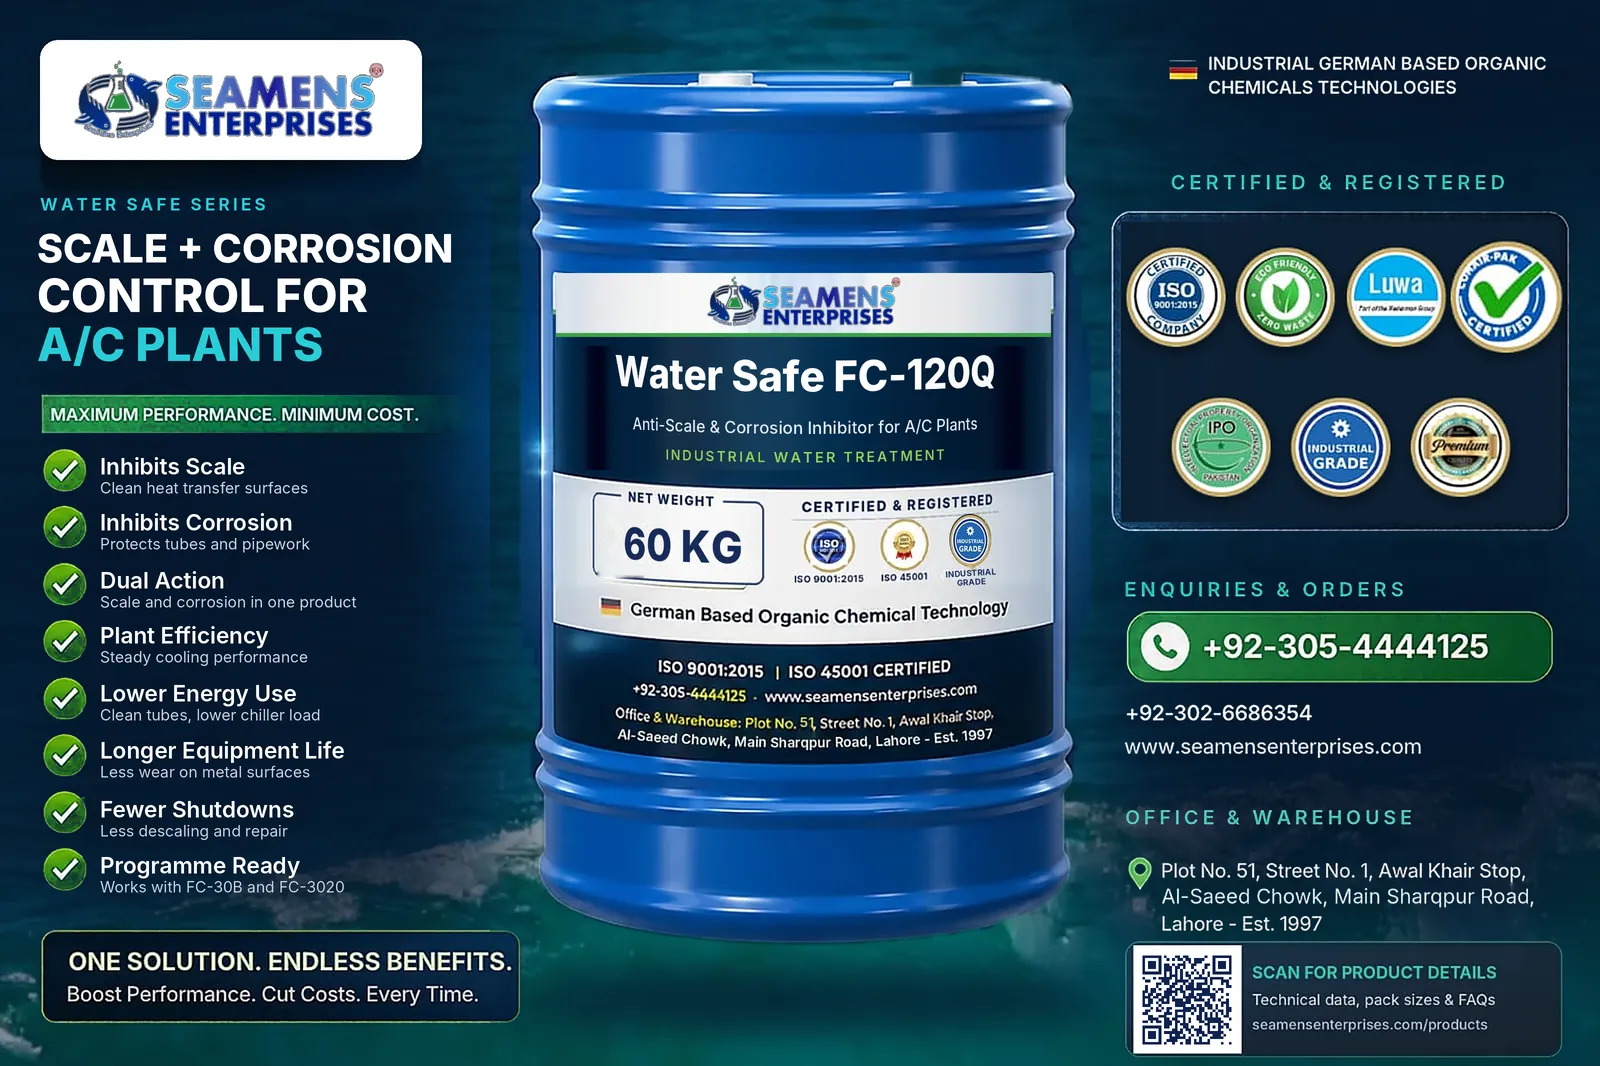 SEAMENS
ENTERPRISES
WATER SAFE SERIES
SCALE + CORROSION
CONTROL FOR
A/C PLANTS
MAXIMUM PERFORMANCE. MINIMUM COST.
Inhibits Scale
Clean heat transfer surfaces
Inhibits Corrosion
Protects tubes and pipework
Dual Action
Scale and corrosion in one product
Plant Efficiency
Steady cooling performance
Lower Energy Use
Clean tubes, lower chiller load
Longer Equipment Life
Less wear on metal surfaces
Fewer Shutdowns
Less descaling and repair
Programme Ready
Works with FC-30B and FC-3020
ONE SOLUTION. ENDLESS BENEFITS.
Boost Performance. Cut Costs. Every Time.
SEAMENS
ENTERPRISES
Water Safe FC-120Q
Anti-Scale & Corrosion Inhibitor for A/C Plants
INDUSTRIAL WATER TREATMENT
NET WEIGHT
60 KG
CERTIFIED & REGISTERED
ISO
INDUSTRIAL
GRADE
ISO 9001:2015
ISO 45001
INDUSTRIAL
GRADE
German Based Organic Chemical Technology
ISO 9001:2015 | ISO 45001 CERTIFIED
+92-305-4444125 · www.seamensenterprises.com
Office & Warehouse: Plot No. 51, Street No. 1, Awal Khair Stop,
Al-Saeed Chowk, Main Sharqpur Road, Lahore - Est. 1997
INDUSTRIAL GERMAN BASED ORGANIC
CHEMICALS TECHNOLOGIES
CERTIFIED & REGISTERED
CERTIFIED
ISO
9001:2015
COMPANY
ECO FRIENDLY
ZERO WASTE
Luwa
Part of the Group
-PAK
CERTIFIED
INTELLECTUAL PROPERTY ORGANIZATION
IPO
PAKISTAN
INDUSTRIAL
GRADE
Premium
ENQUIRIES & ORDERS
+92-305-4444125
+92-302-6686354
www.seamensenterprises.com
OFFICE & WAREHOUSE
Plot No. 51, Street No. 1, Awal Khair Stop,
Al-Saeed Chowk, Main Sharqpur Road,
Lahore - Est. 1997
SCAN FOR PRODUCT DETAILS
Technical data, pack sizes & FAQs
seamensenterprises.com/products